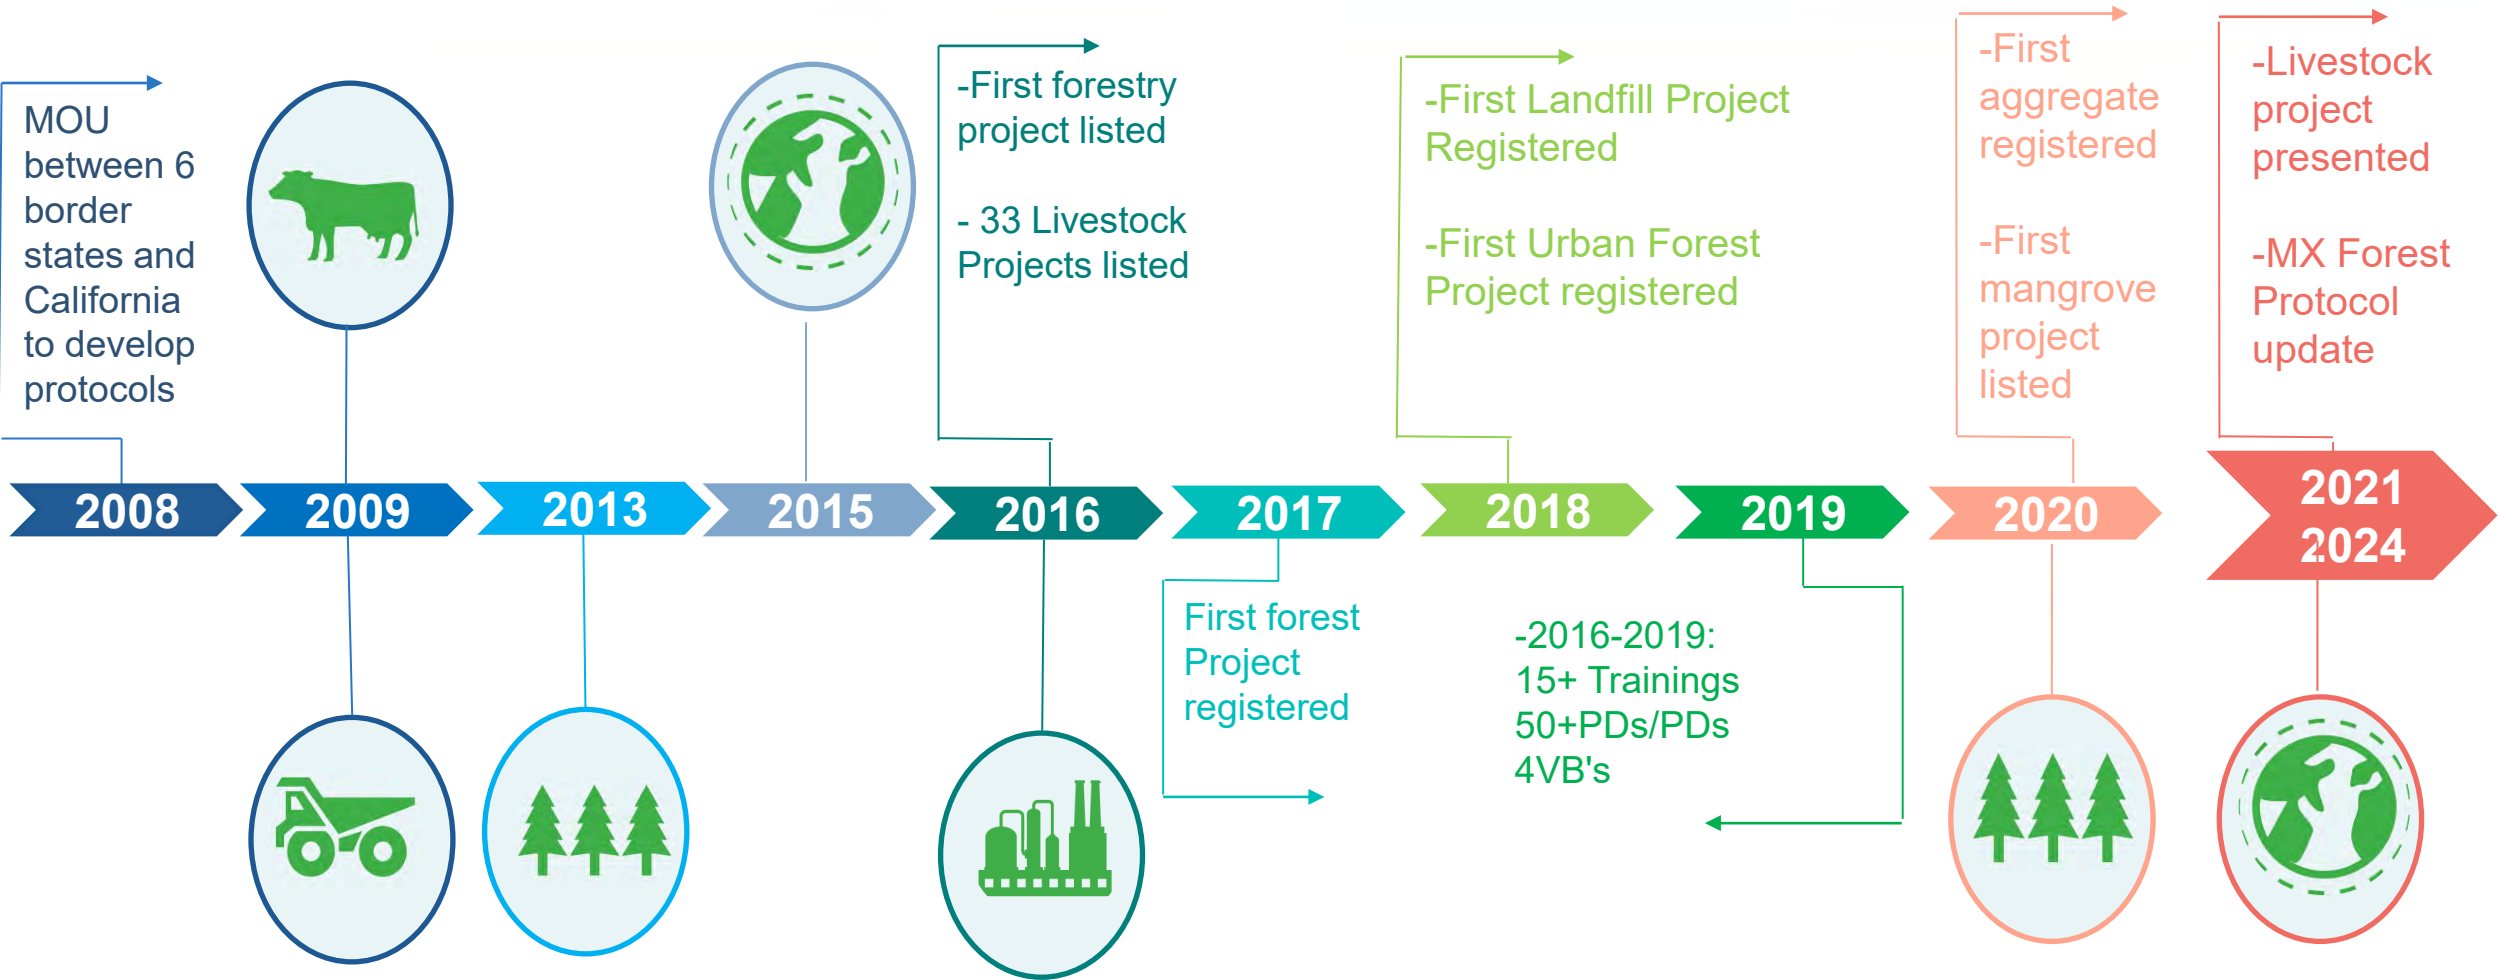 MOU
between 6
border
states and
California
to develop
protocols
-First forestry
project listed
- 33 Livestock
Projects listed
-First Landfill Project
Registered
-First Urban Forest
Project registered
-First
aggregate
registered
-First
mangrove
project
listed
-Livestock
project
presented
-MX Forest
Protocol
update
2008
2009
2013
2015
2016
2017
2018
2019
2020
2021
2024
First forest
Project
registered
-2016-2019:
15+ Trainings
50+PDs/PDs
4VB's